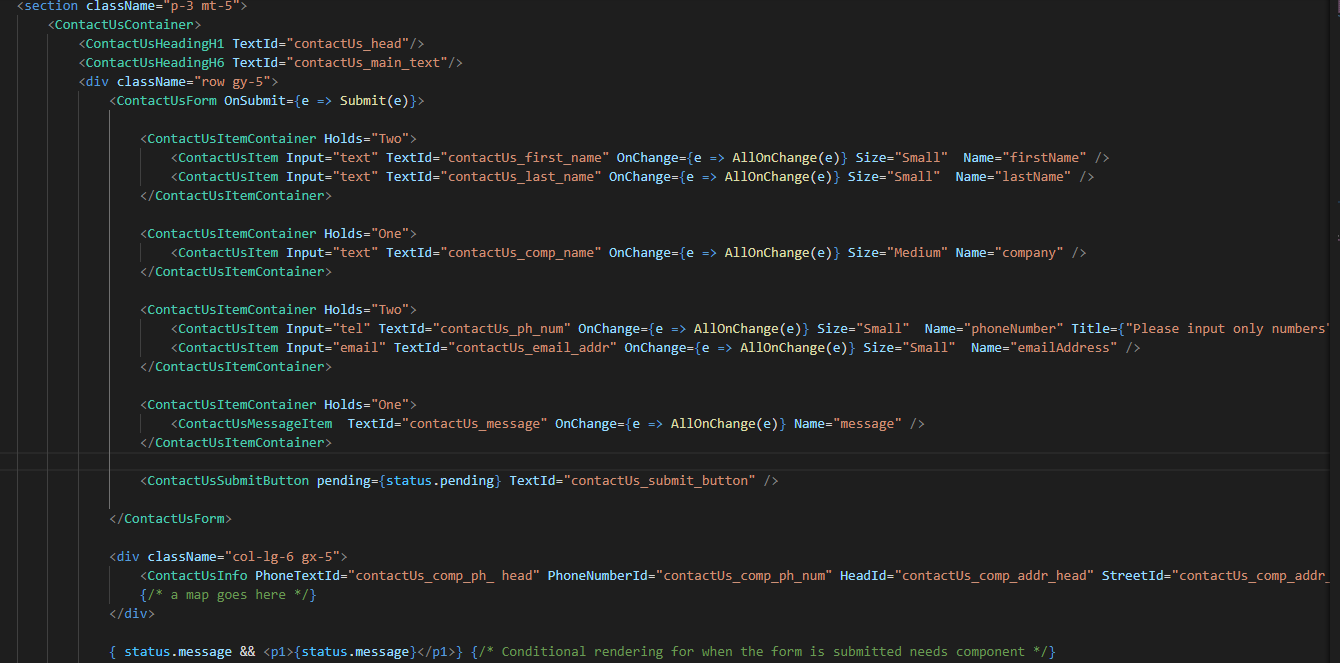 <section className="p-3 mt-5">
<ContactUsContainer>
<ContactUsHeadingH1 TextId="contactUs_head"/>
<ContactUsHeadingH6 TextId="contactUs_main_text"/>
<div className="row gy-5">
<ContactUsForm OnSubmit={e => Submit(e)}>
<ContactUsItemContainer Holds="Two">
<ContactUsItem Input="text" TextId="contactUs_first_name" OnChange={e => AllOnChange(e)} Size="Small"  Name="firstName" />
<ContactUsItem Input="text" TextId="contactUs_last_name" OnChange={e => AllOnChange(e)} Size="Small"  Name="lastName" />
</ContactUsItemContainer>
<ContactUsItemContainer Holds="One">
<ContactUsItem Input="text" TextId="contactUs_comp_name" OnChange={e => AllOnChange(e)} Size="Medium" Name="company" />
</ContactUsItemContainer>
<ContactUsItemContainer Holds="Two">
<ContactUsItem Input="tel" TextId="contactUs_ph_num" OnChange={e => AllOnChange(e)} Size="Small"  Name="phoneNumber" Title={"Please input only numbers"
<ContactUsItem Input="email" TextId="contactUs_email_addr" OnChange={e => AllOnChange(e)} Size="Small"  Name="emailAddress" />
</ContactUsItemContainer>
<ContactUsItemContainer Holds="One">
<ContactUsMessageItem  TextId="contactUs_message" OnChange={e => AllOnChange(e)} Name="message" />
</ContactUsItemContainer>
<ContactUsSubmitButton pending={status.pending} TextId="contactUs_submit_button" />
</ContactUsForm>
<div className="col-lg-6 gx-5">
<ContactUsInfo PhoneTextId="contactUs_comp_ph_ head" PhoneNumberId="contactUs_comp_ph_num" HeadId="contactUs_comp_addr_head" StreetId="contactUs_comp_addr_
{/* a map goes here */}
</div>
{ status.message && <p1>{status.message}</p1>} {/* Conditional rendering for when the form is submitted needs component */}